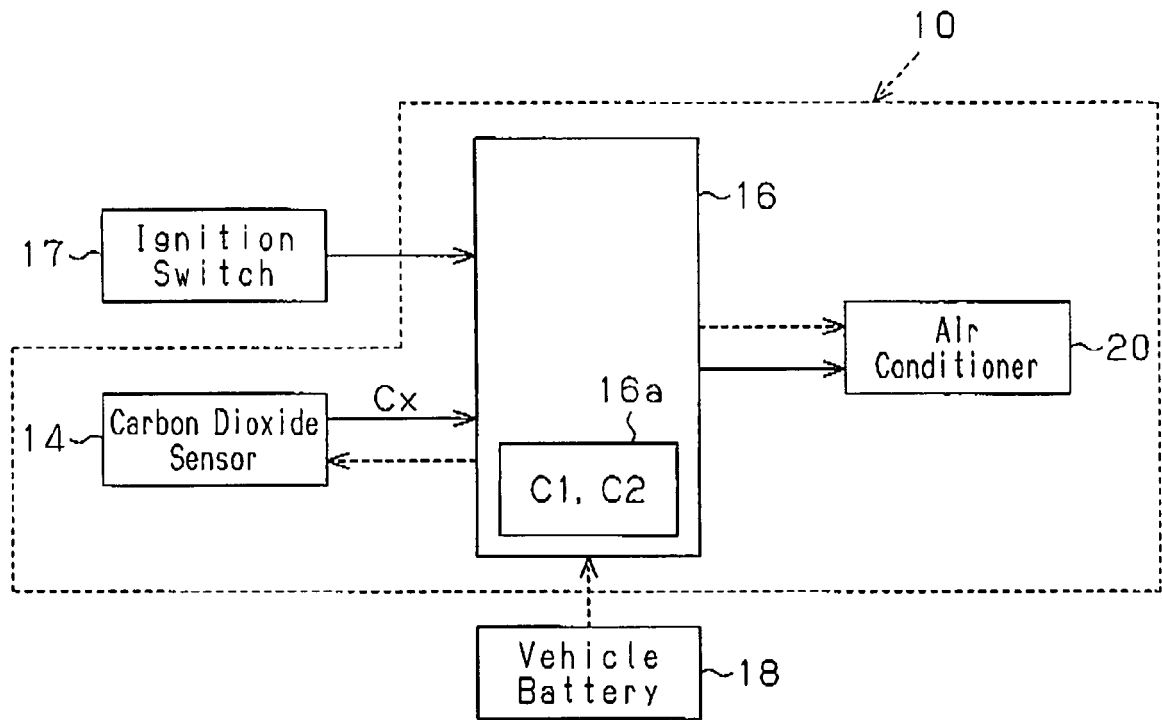 10
16
17
Ignition
Switch
Air
Conditioner
20
16a
Cx
14
Carbon Dioxide
Sensor
C1, C2
Vehicle
Battery
18